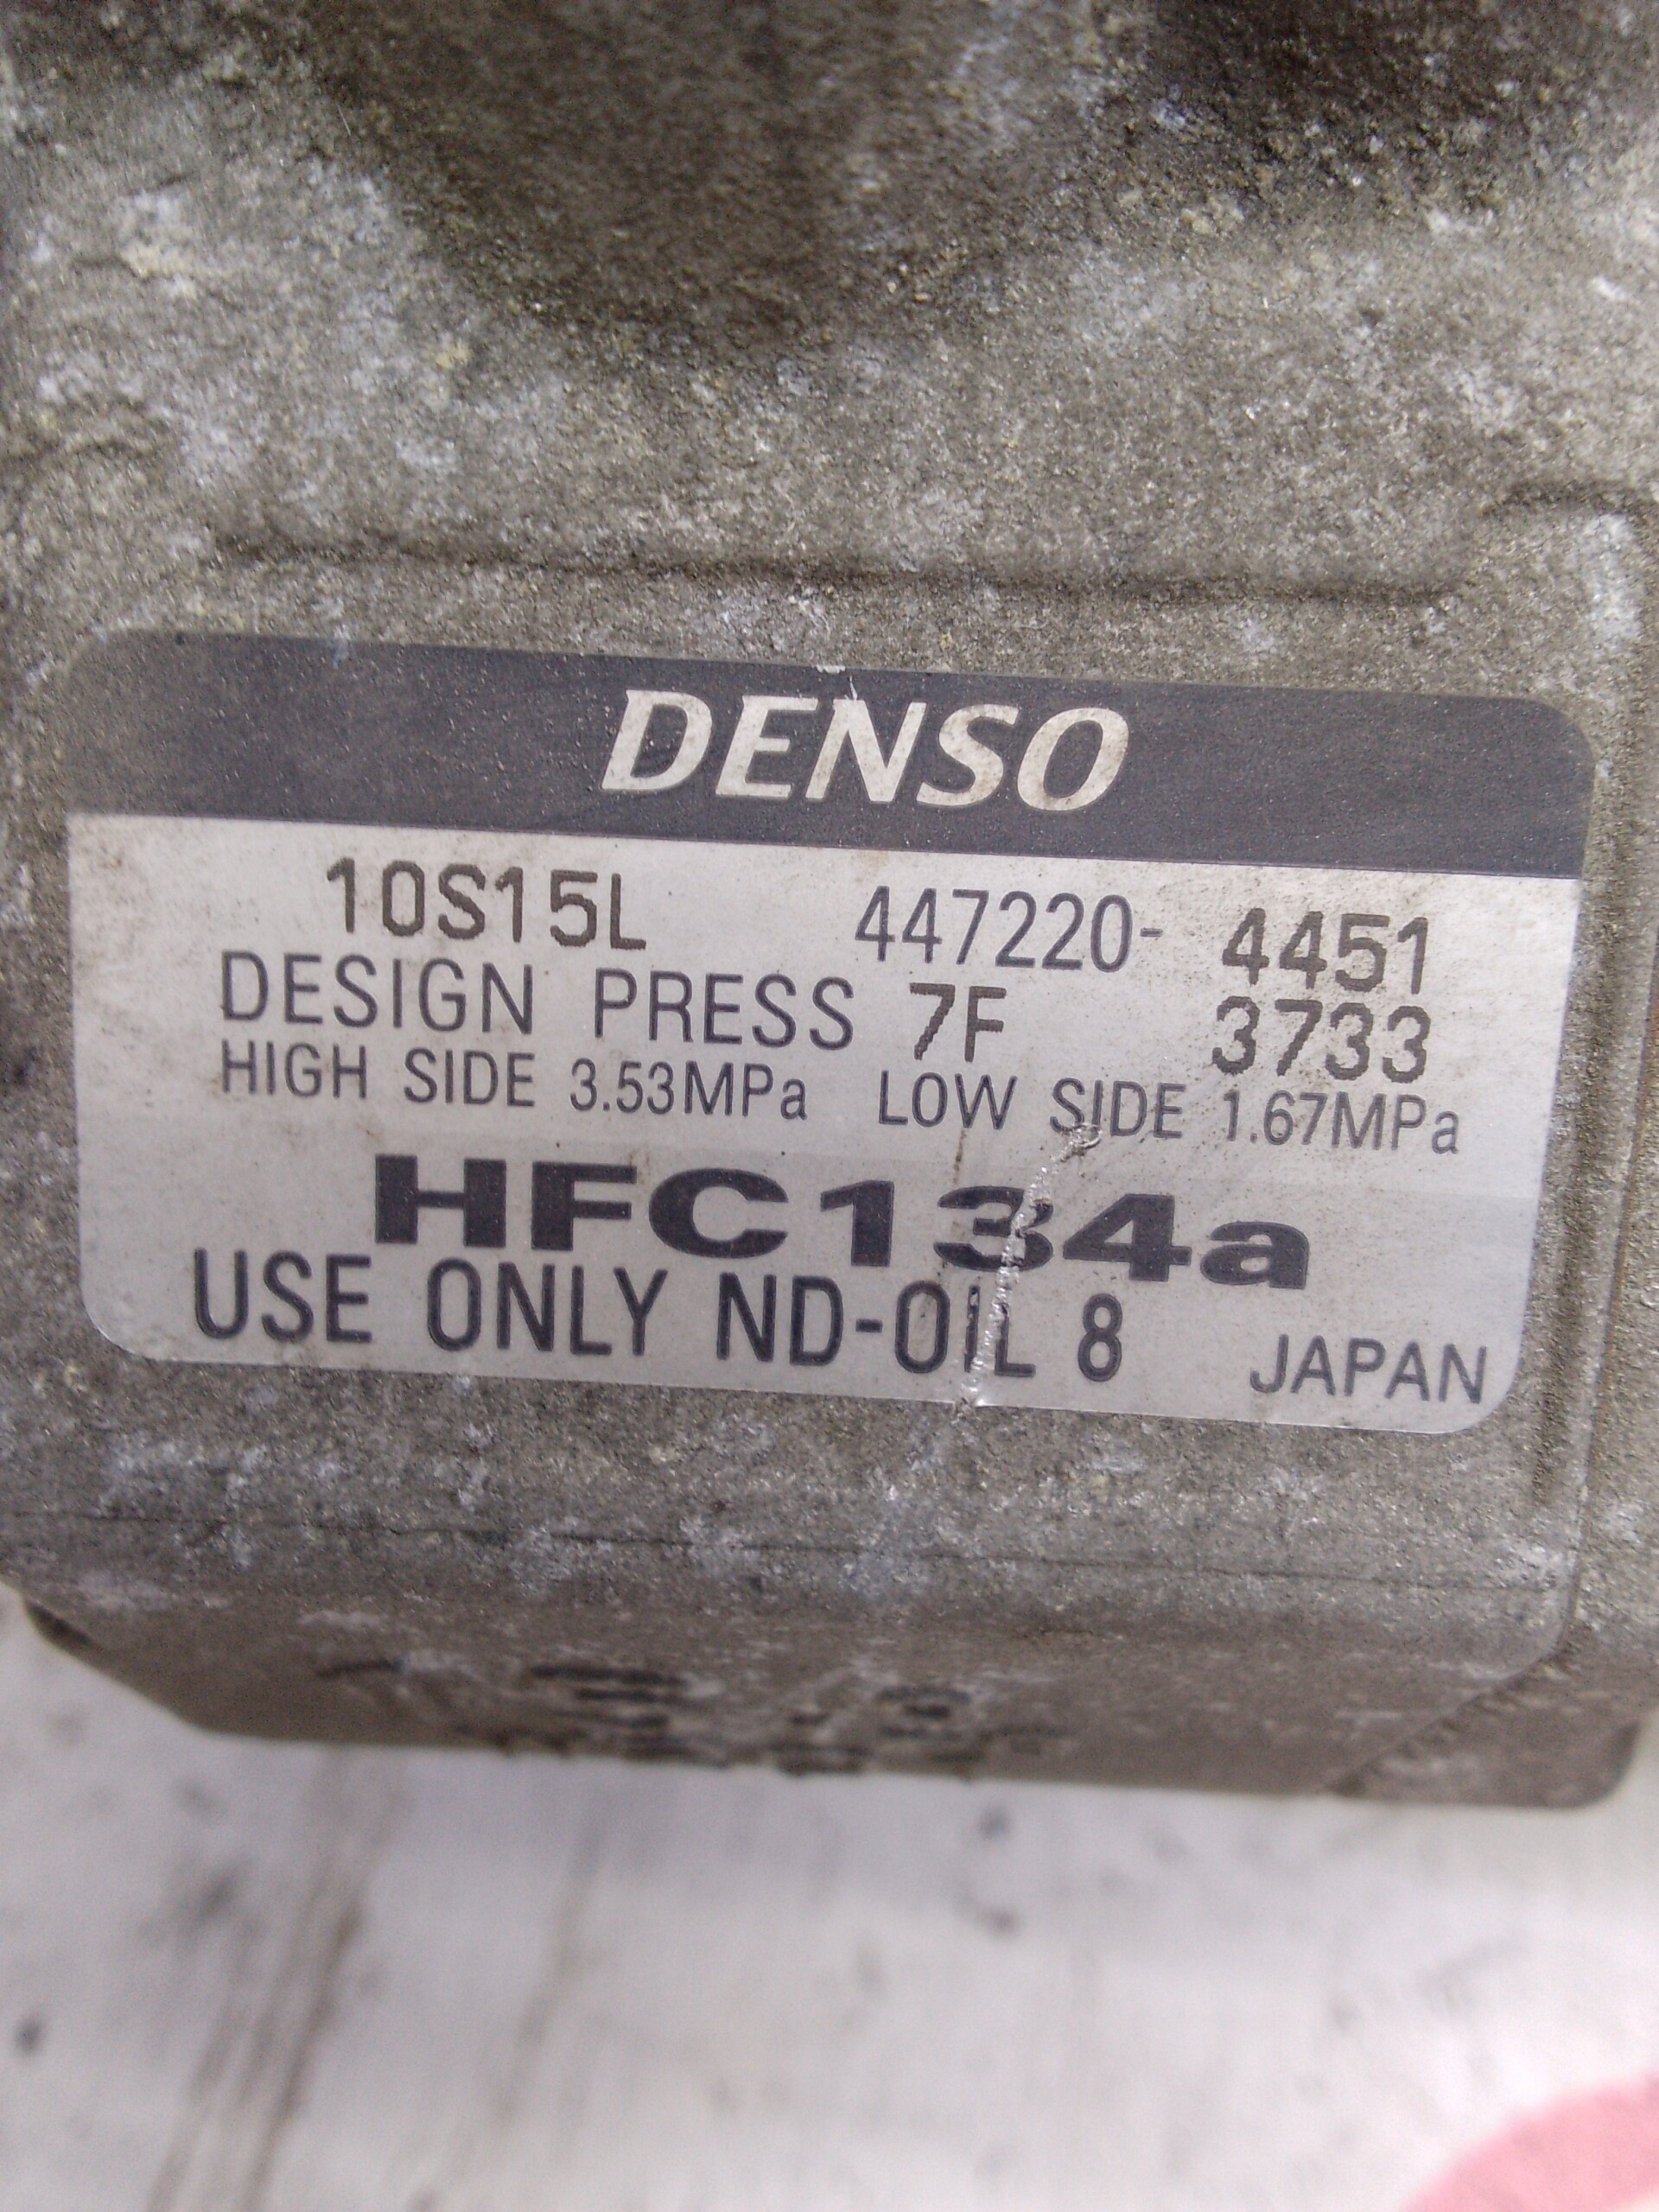 DENSO
10S15L 447220- 4451
DESIGN PRESS 7F 3733
HIGH SIDE 3.53MPa LOW SIDE 1.67MPa
HFC134a
USE ONLY ND-OIL 8 JAPAN